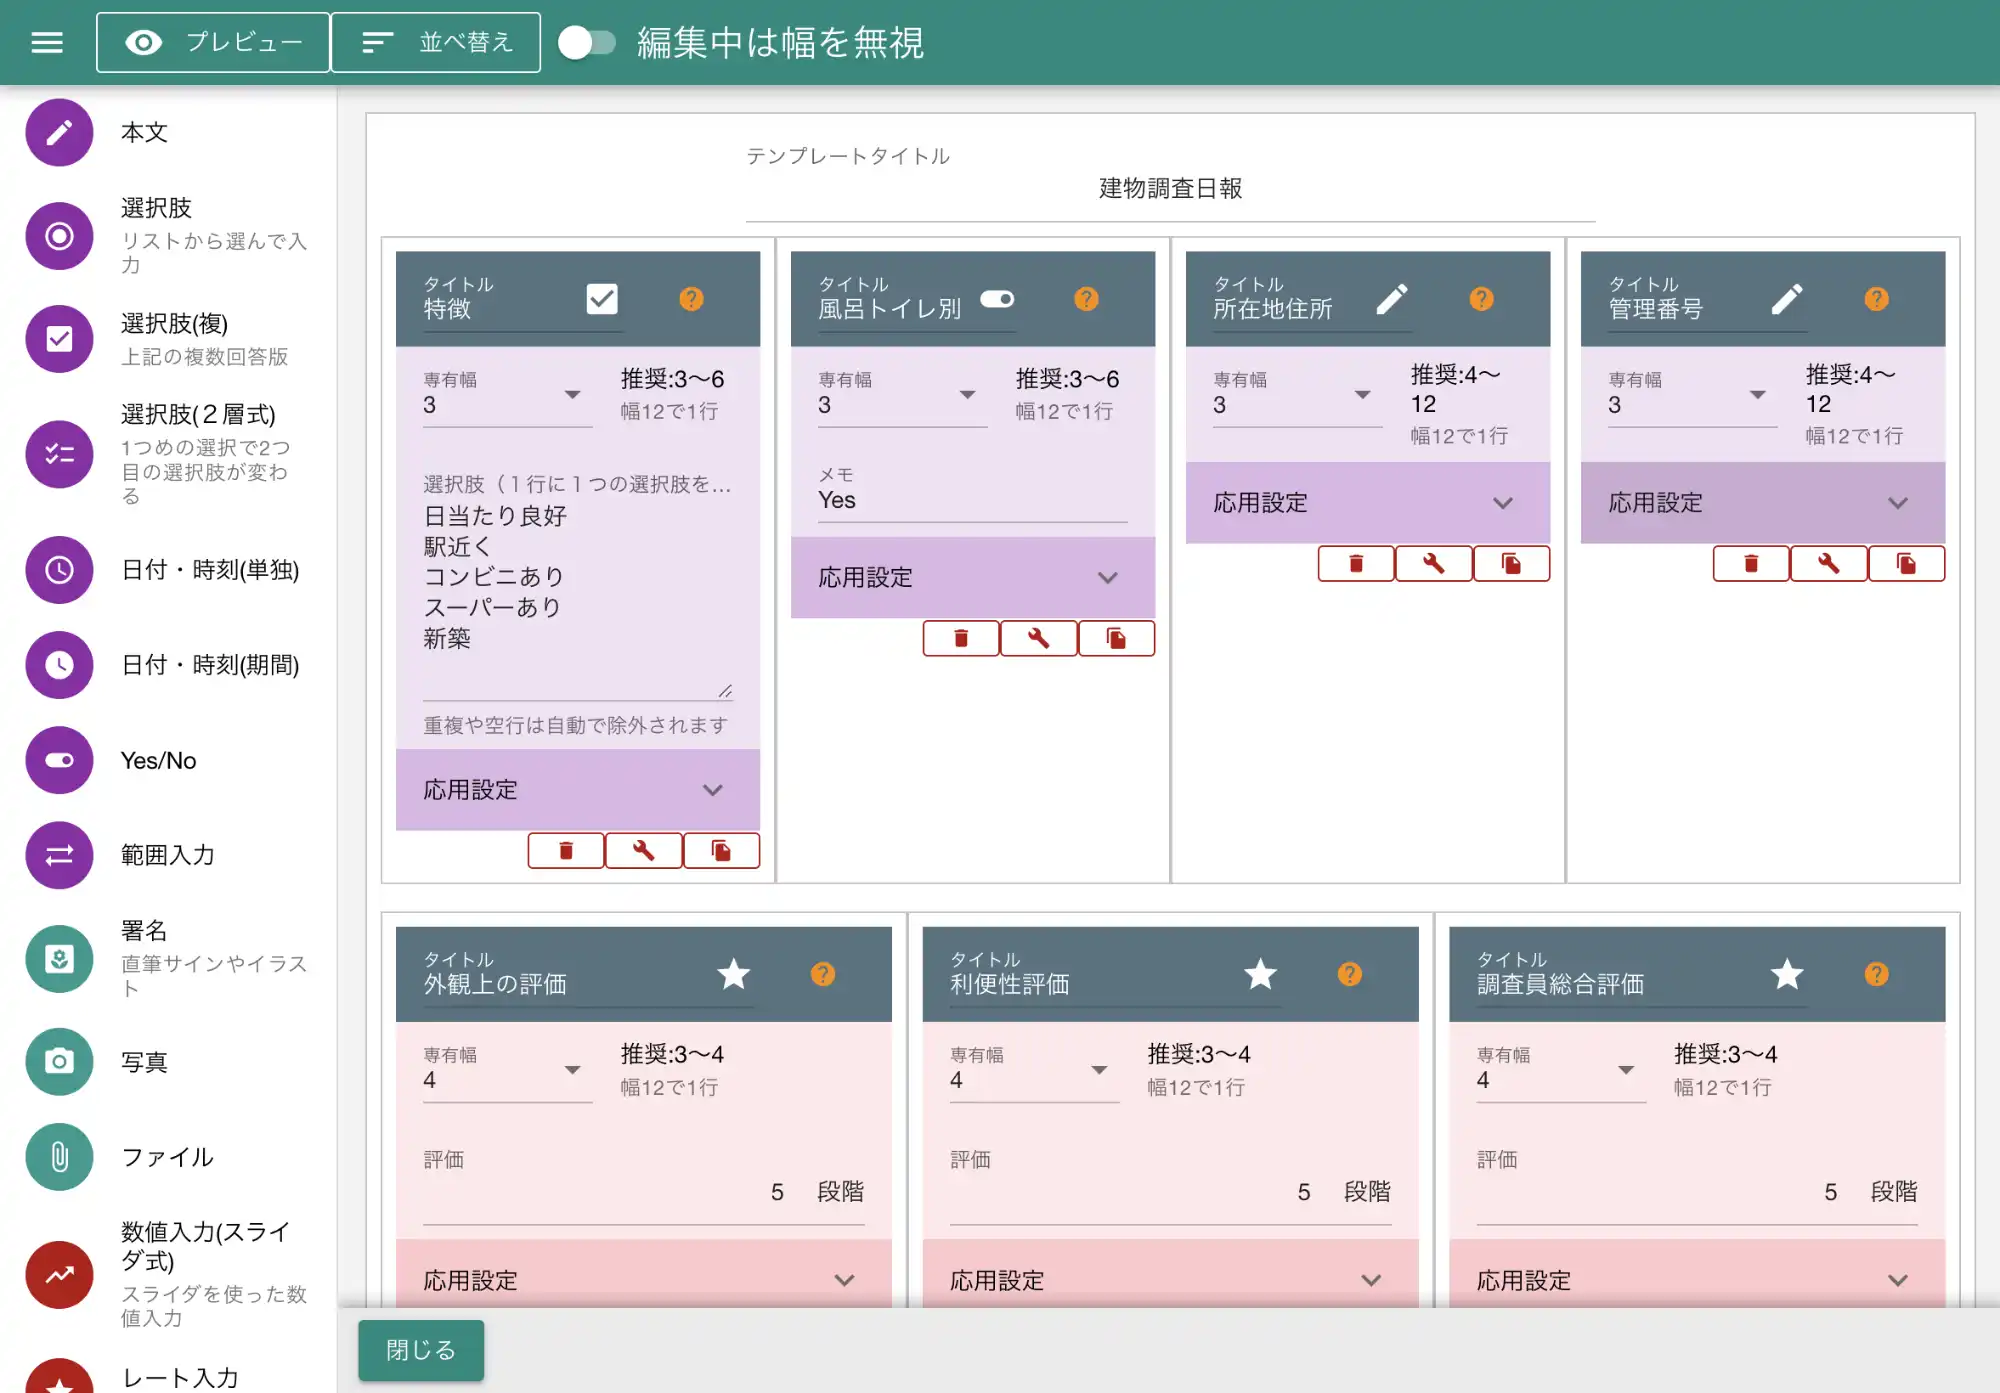 プレビュー
並べ替え
編集中は幅を無視
本文
選択肢
リストから選んで入
力
選択肢(複)
上記の複数回答版
選択肢(２層式)
1つめの選択で2つ
目の選択肢が変わ
る
日付・時刻(単独)
日付・時刻(期間)
Yes/No
範囲入力
署名
直筆サインやイラス
ト
写真
ファイル
数値入力(スライ
ダ式)
スライダを使った数
値入力
レート入力
テンプレートタイトル
建物調査日報
タイトル
特徴
専有幅
3
推奨:3〜6
幅12で1行
選択肢（１行に１つの選択肢を…
日当たり良好
駅近く
コンビニあり
スーパーあり
新築
重複や空行は自動で除外されます
応用設定
タイトル
風呂トイレ別
専有幅
3
推奨:3〜6
幅12で1行
メモ
Yes
応用設定
タイトル
所在地住所
専有幅
3
推奨:4〜
12
幅12で1行
応用設定
タイトル
管理番号
専有幅
3
推奨:4〜
12
幅12で1行
応用設定
タイトル
外観上の評価
専有幅
4
推奨:3〜4
幅12で1行
評価
5 段階
応用設定
タイトル
利便性評価
専有幅
4
推奨:3〜4
幅12で1行
評価
5 段階
応用設定
タイトル
調査員総合評価
専有幅
4
推奨:3〜4
幅12で1行
評価
5 段階
応用設定
閉じる